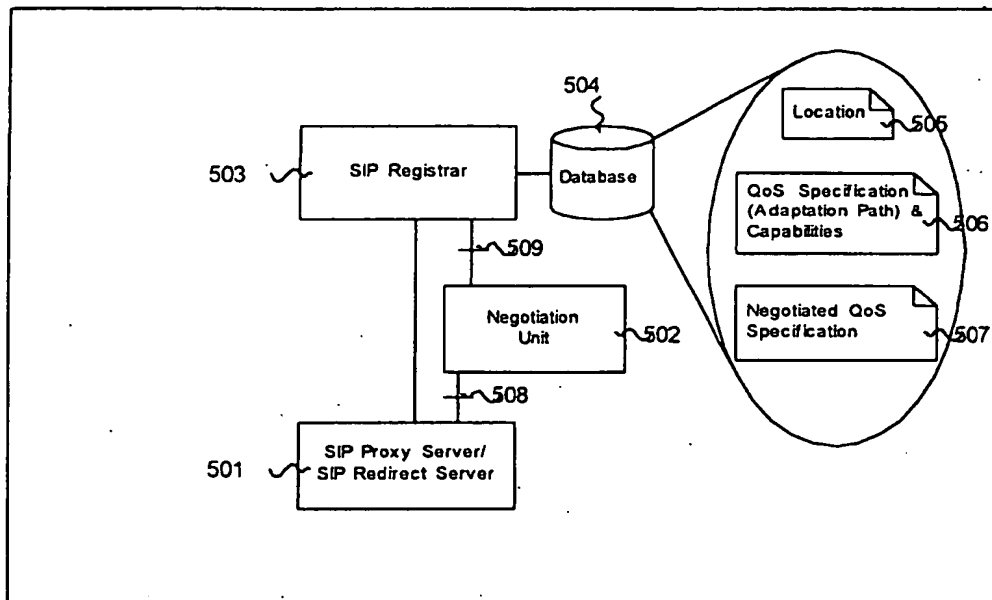 504
Location
505
503
SIP Registrar
Database
QoS Specification
(Adaptation Path) &
Capabilities
506
509
Negotiation
Unit
502
Negotiated QoS
Specification
507
508
501
SIP Proxy Server/
SIP Redirect Server